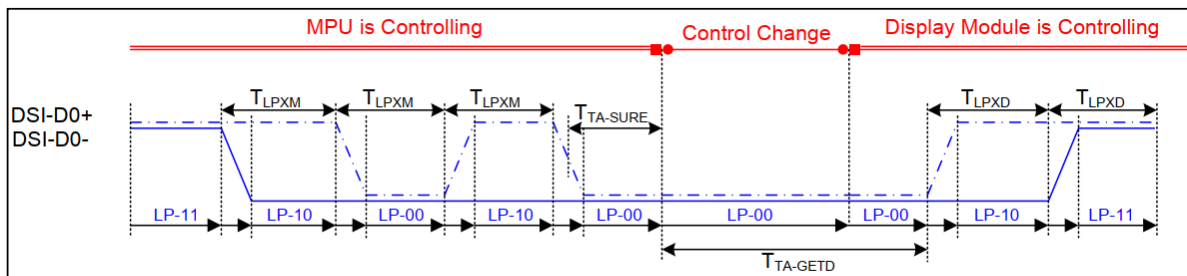 MPU is Controlling Control Change Display Module is Controlling
TLPXM TLPXM TLPXM TLPXD TLPXD
DSI-D0+
TTA-SURE
DSI-D0-
LP-11 LP-10 LP-00 LP-10 LP-00 LP-00 LP-00 LP-10 LP-11
TTA-GETD